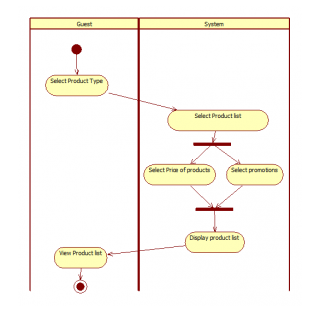 Guest
System
Select Product Type
Select Product list
Select Price of products
Select promotions
Display product list
View Product list